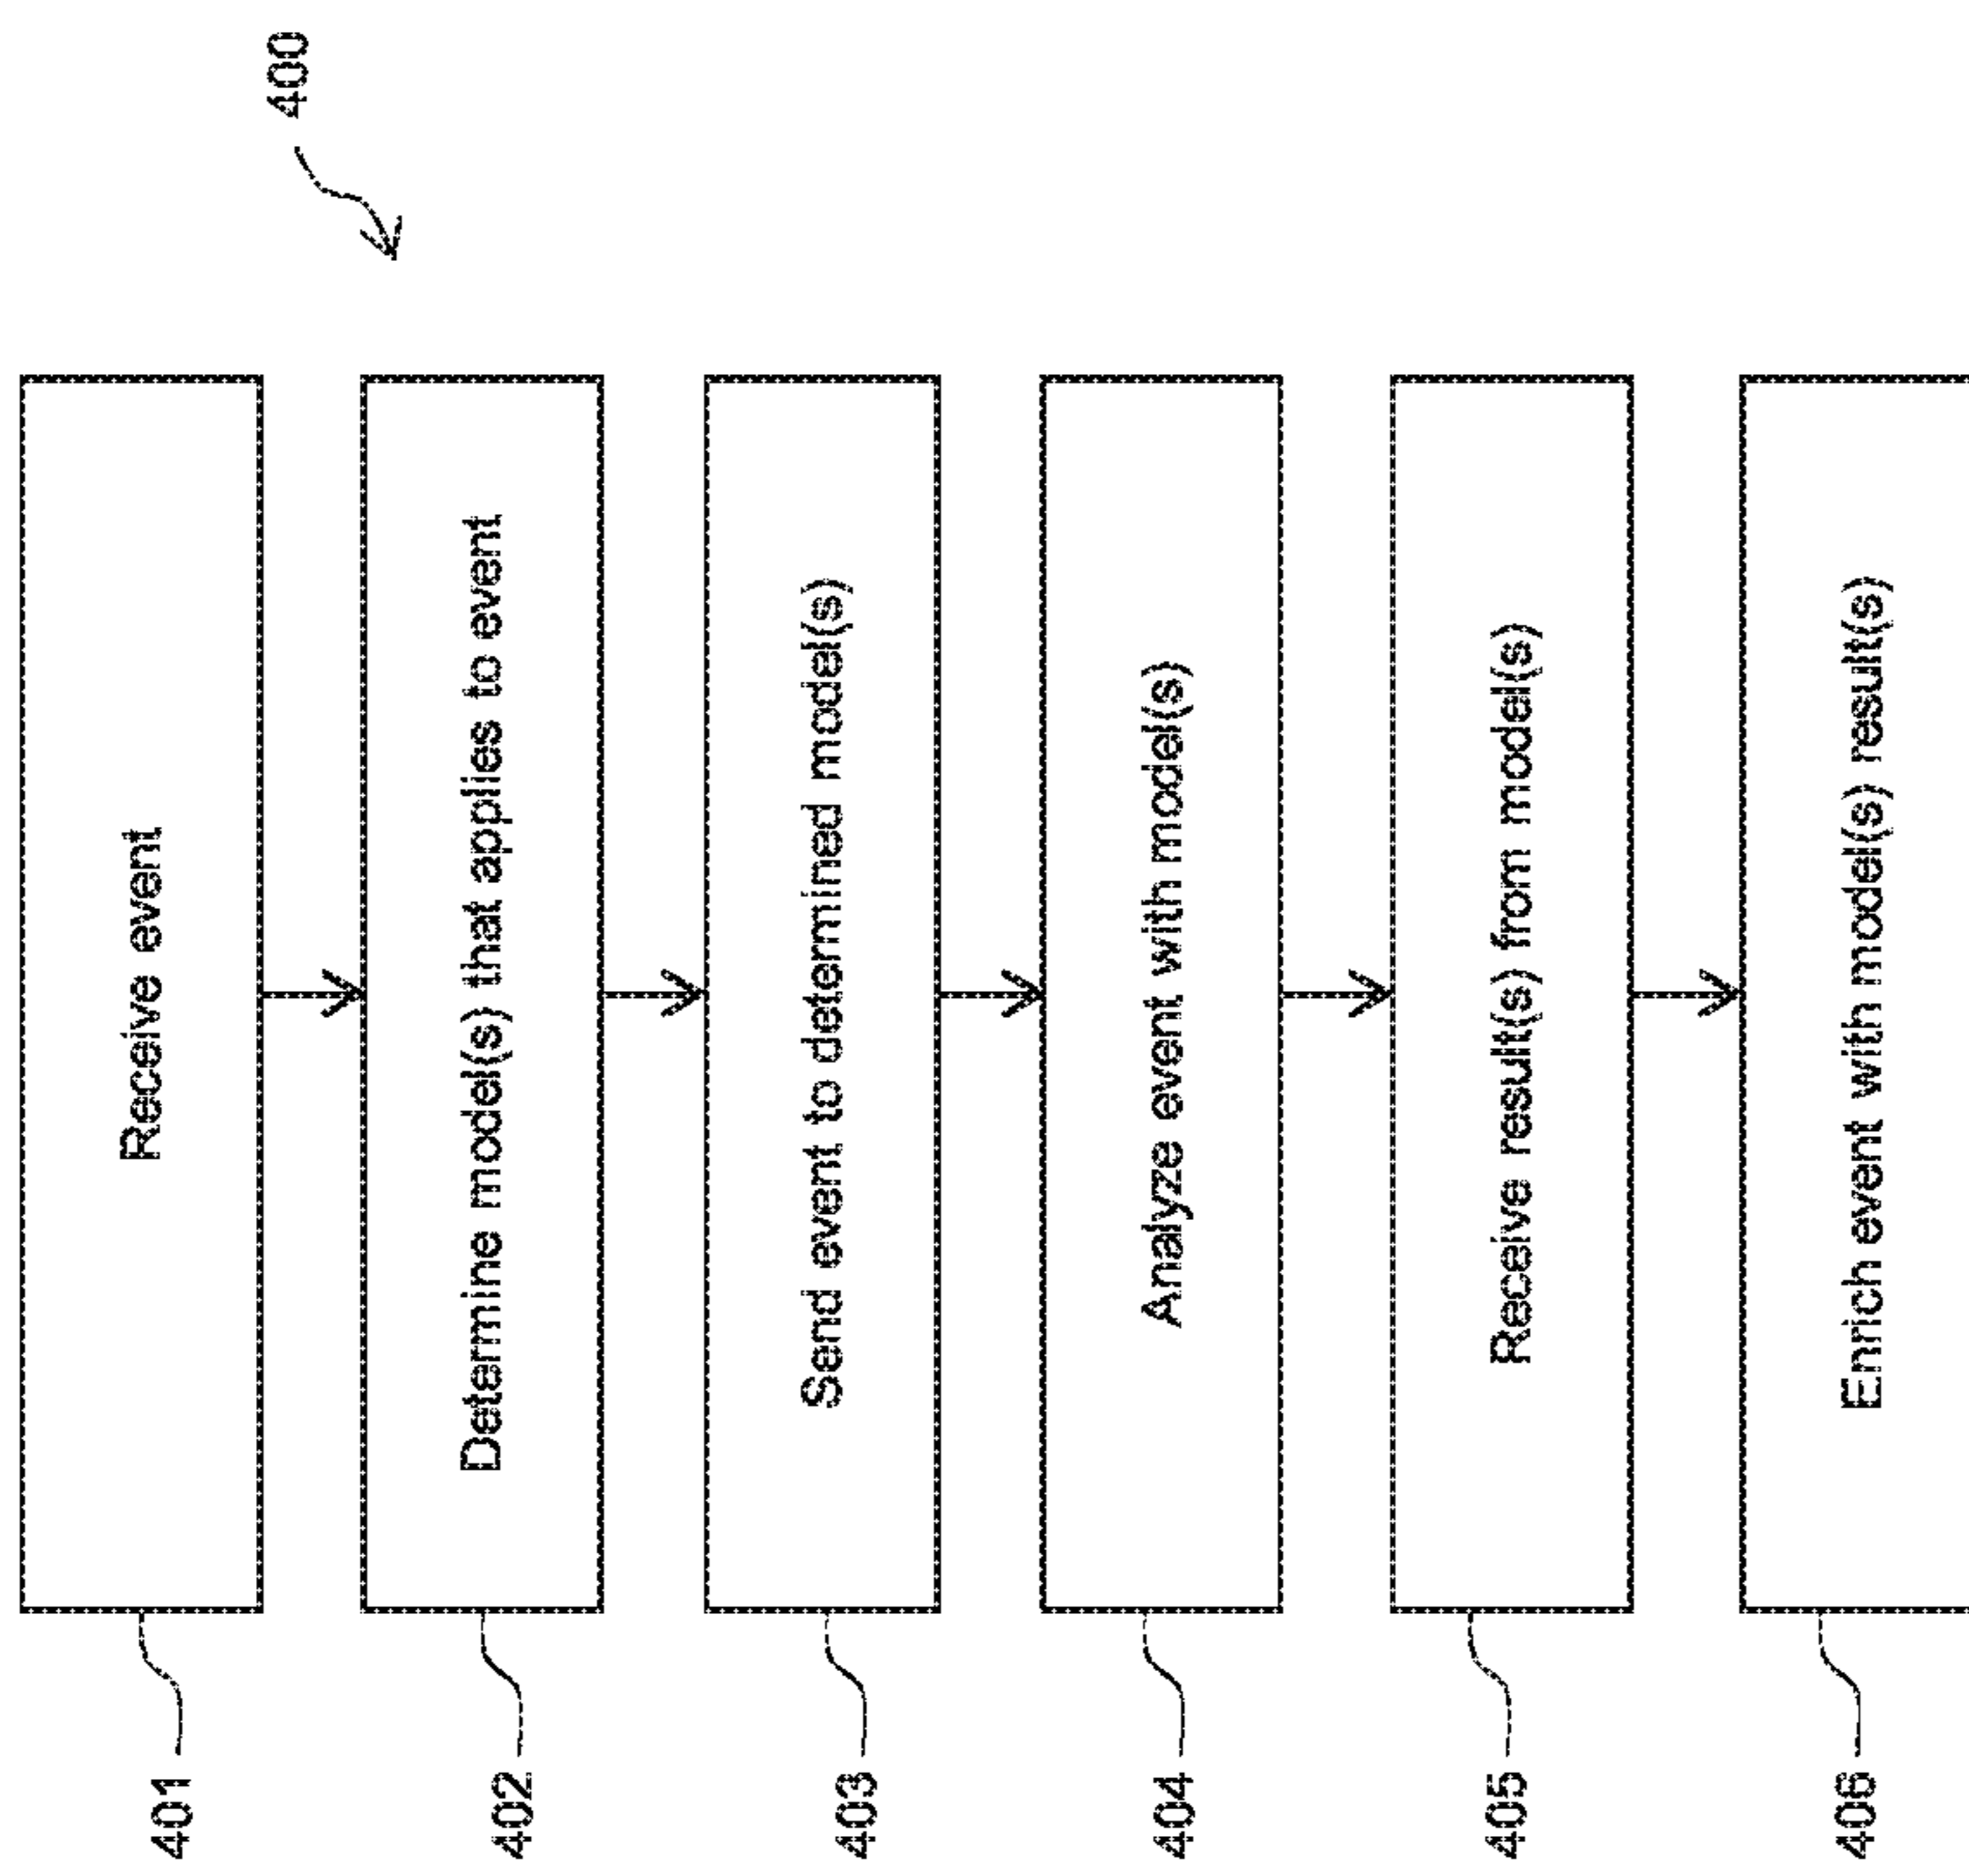 400
Receive event
401
Determine model(s) that applies to event
402
Send event to determined model(s)
403
Analyze event with model(s)
404
Receive result(s) from model(s)
405
Enrich event with model(s) result(s)
406